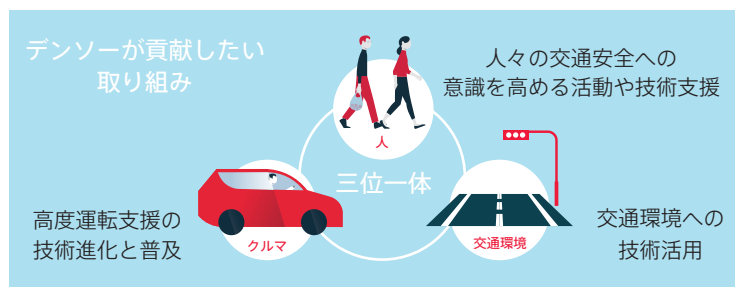 デンソーが貢献したい
取り組み
人々の交通安全への
意識を高める活動や技術支援
人
三位一体
高度運転支援の
技術進化と普及
クルマ
交通環境
交通環境への
技術活用